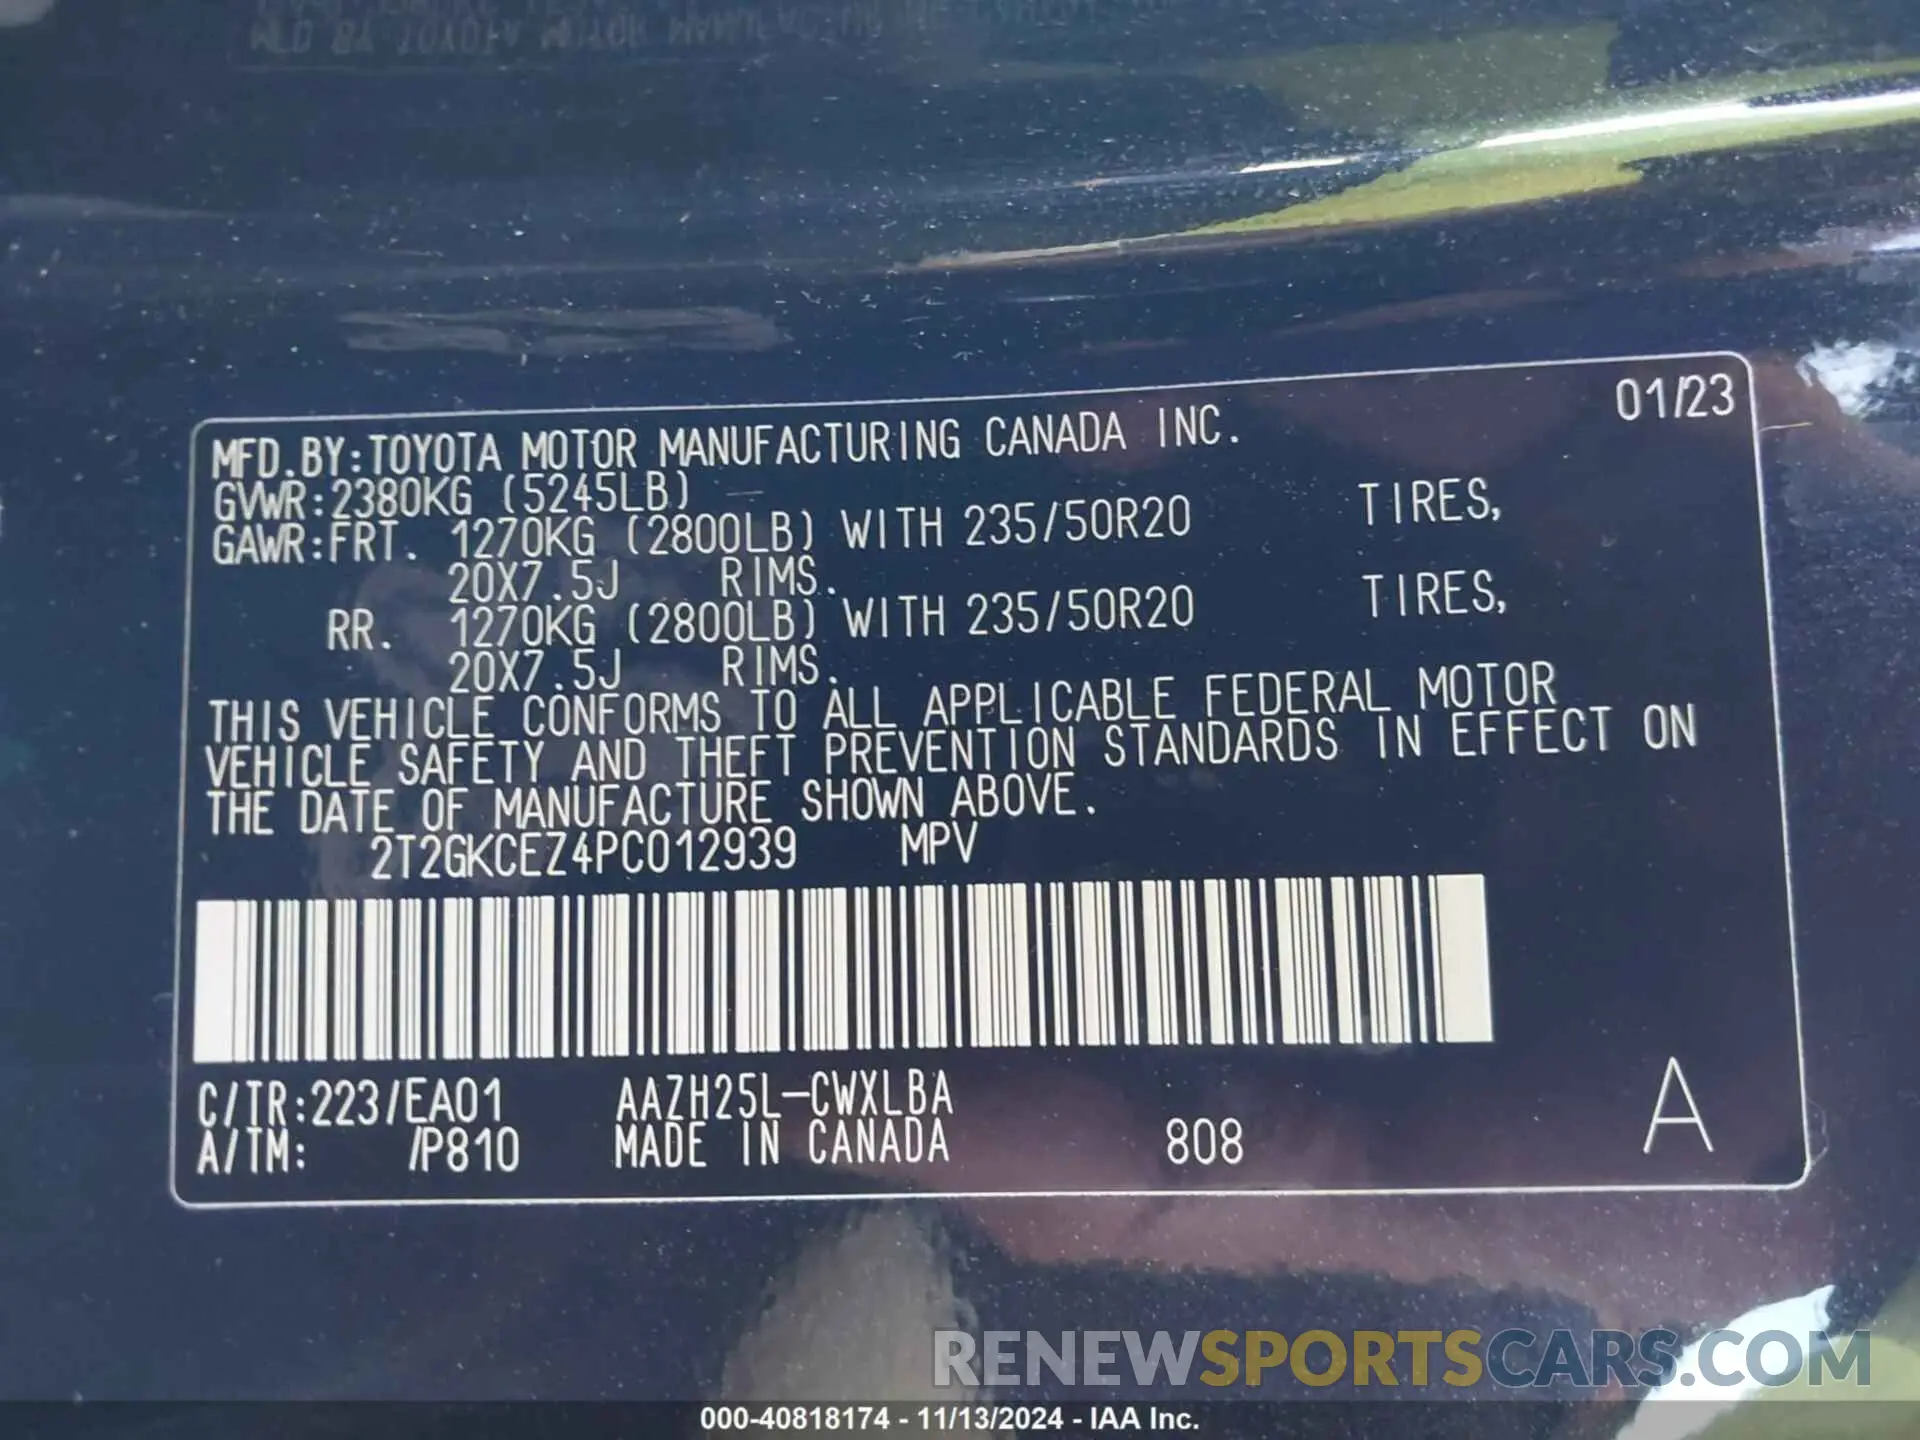 01/23
MFD.BY:TOYOTA MOTOR MANUFACTURING CANADA INC.
GVWR:2380KG (5245LB)
GAWR:FRT. 1270KG (2800LB) WITH 235/50R20 TIRES,
20X7.5J RIMS.
RR. 1270KG (2800LB) WITH 235/50R20 TIRES,
20X7.5J RIMS.
THIS VEHICLE CONFORMS TO ALL APPLICABLE FEDERAL MOTOR
VEHICLE SAFETY AND THEFT PREVENTION STANDARDS IN EFFECT ON
THE DATE OF MANUFACTURE SHOWN ABOVE.
2T2GKCEZ4PC012939 MPV
C/TR:223/EA01 AAZH25L-CWXLBA
A/TM: /P810 MADE IN CANADA 808 A
RENEWSPORTSCARS.COM
000-40818174 - 11/13/2024 - IAA Inc.